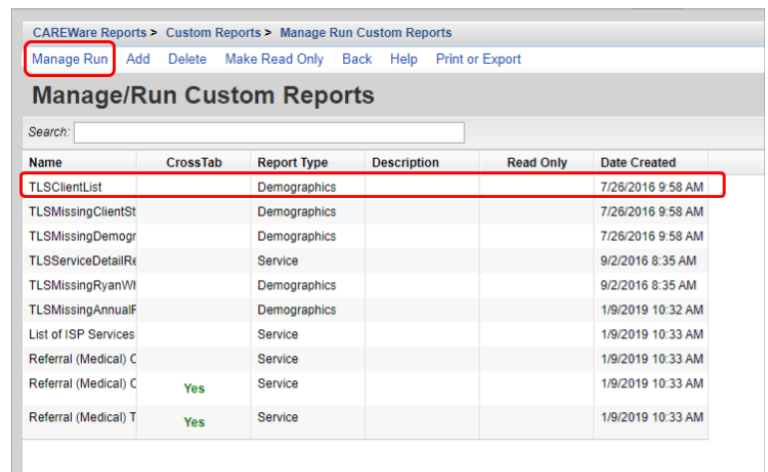 CAREWare Reports > Custom Reports > Manage Run Custom Reports
Manage Run Add Delete Make Read Only Back Help Print or Export
Manage/Run Custom Reports
Search:
Name CrossTab Report Type Description Read Only Date Created
TLSClientList Demographics 7/26/2016 9:58 AM
TLSMissingClientSt Demographics 7/26/2016 9:58 AM
TLSMissingDemogr Demographics 7/26/2016 9:58 AM
TLSServiceDetailRe Service 9/2/2016 8:35 AM
TLSMissingRyanWh Demographics 9/2/2016 8:35 AM
TLSMissingAnnualF Demographics 1/9/2019 10:32 AM
List of ISP Services Service 1/9/2019 10:33 AM
Referral (Medical) C Service 1/9/2019 10:33 AM
Referral (Medical) C Yes Service 1/9/2019 10:33 AM
Referral (Medical) T Yes Service 1/9/2019 10:33 AM